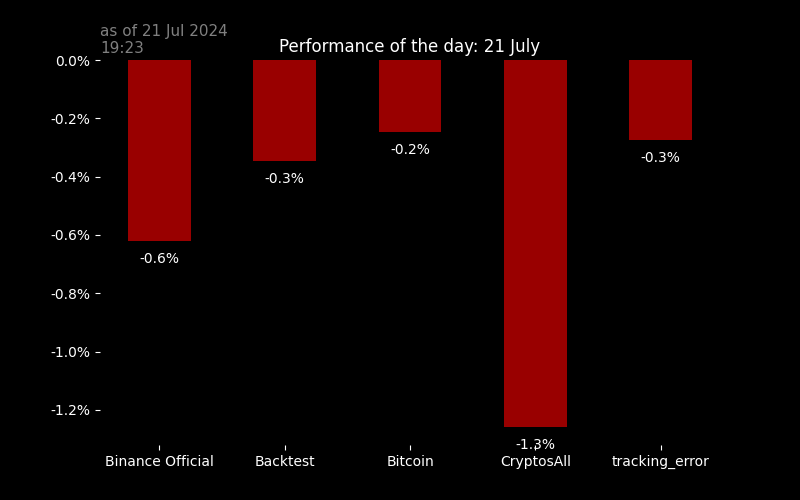 as of 21 Jul 2024
19:23
Performance of the day: 21 July
0.0%
-0.2%
-0.4%
-0.6%
-0.8%
-1.0%
-1.2%
-0.6%
-0.3%
-0.2%
-1.3%
-0.3%
Binance Official
Backtest
Bitcoin
CryptosAll
tracking_error